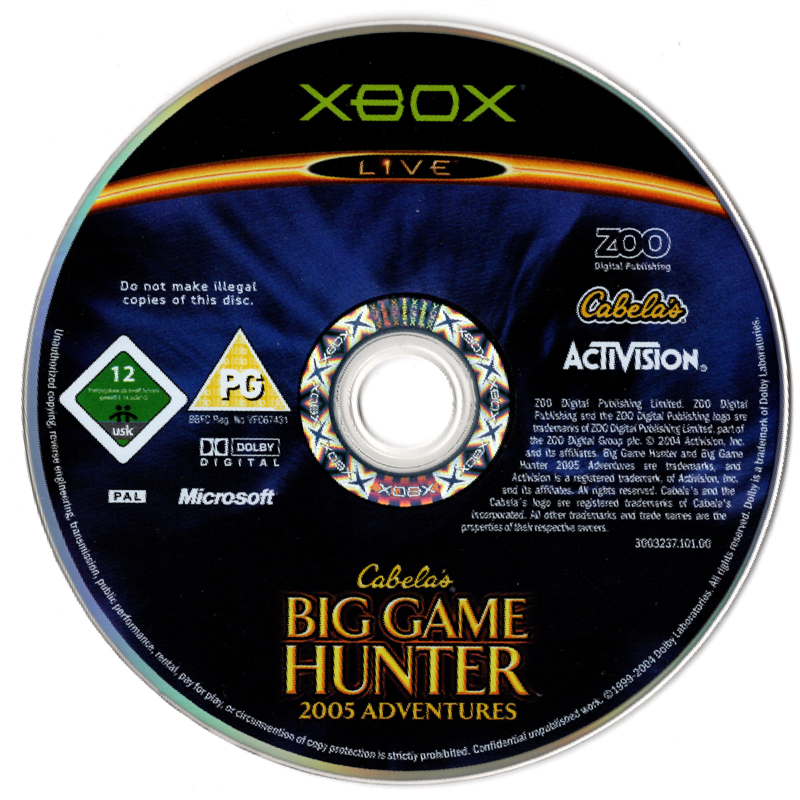 XBOX
LIVE
ZOO
Digital Publishing
Do not make illegal
copies of this disc.
Cabela's
ACTIVISION
12
usk
PG
BBFC Reg. No VFC67431
DOLBY
DIGITAL
PAL
Microsoft
XBOX
ZOO Digital Publishing Limited. ZOO Digital
Publishing and the ZOO Digital Publishing logo are
trademarks of ZOO Digital Publishing Limited, part of
the ZOO Digital Group plc. © 2004 Activision, Inc.
and its affiliates. Big Game Hunter and Big Game
Hunter 2005 Adventures are trademarks, and
Activision is a registered trademark, of Activision, Inc.
and its affiliates. All rights reserved. Cabela's and the
Cabela's logo are registered trademarks of Cabela's
Incorporated. All other trademarks and trade names are the
properties of their respective owners.
3003237.101.00
Cabela's
BIG GAME
HUNTER
2005 ADVENTURES
Unauthorized copying, reverse engineering, transmission, public performance, rental, pay for play, or circumvention of copy protection is strictly prohibited. Confidential unpublished work. ©1999-2004 Dolby Laboratories. All rights reserved. Dolby is a trademark of Dolby Laboratories.